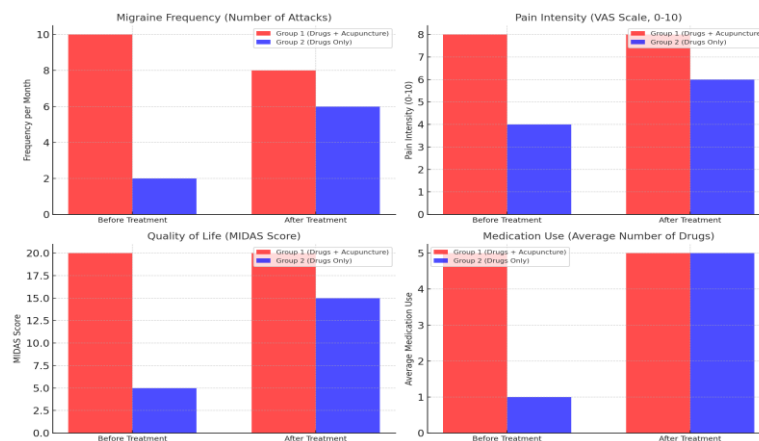 Migraine Frequency (Number of Attacks)
Group 1 (Drugs + Acupuncture)
Group 2 (Drugs Only)
Frequency per Month
10
8
6
4
2
0
Before Treatment
After Treatment
Pain Intensity (VAS Scale, 0-10)
Group 1 (Drugs + Acupuncture)
Group 2 (Drugs Only)
Pain Intensity (0-10)
8
7
6
5
4
3
2
1
0
Before Treatment
After Treatment
Quality of Life (MIDAS Score)
Group 1 (Drugs + Acupuncture)
Group 2 (Drugs Only)
MIDAS Score
20.0
17.5
15.0
12.5
10.0
7.5
5.0
2.5
0.0
Before Treatment
After Treatment
Medication Use (Average Number of Drugs)
Group 1 (Drugs + Acupuncture)
Group 2 (Drugs Only)
Average Medication Use
5
4
3
2
1
0
Before Treatment
After Treatment